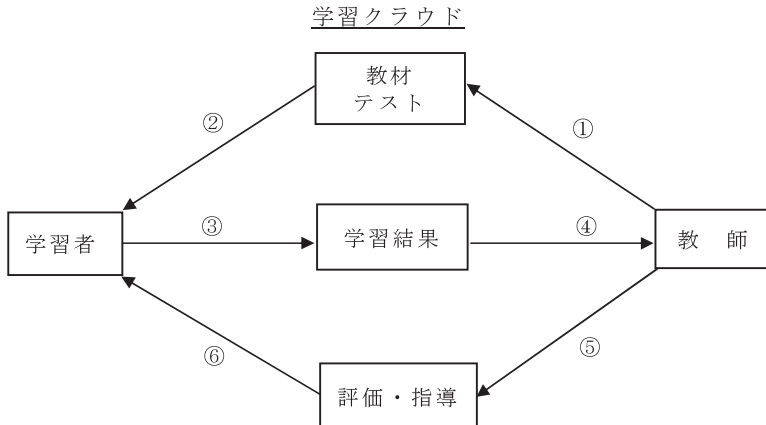 学習クラウド
教材
テスト
②
①
学習者
③
学習結果
④
教　師
⑥
⑤
評価・指導